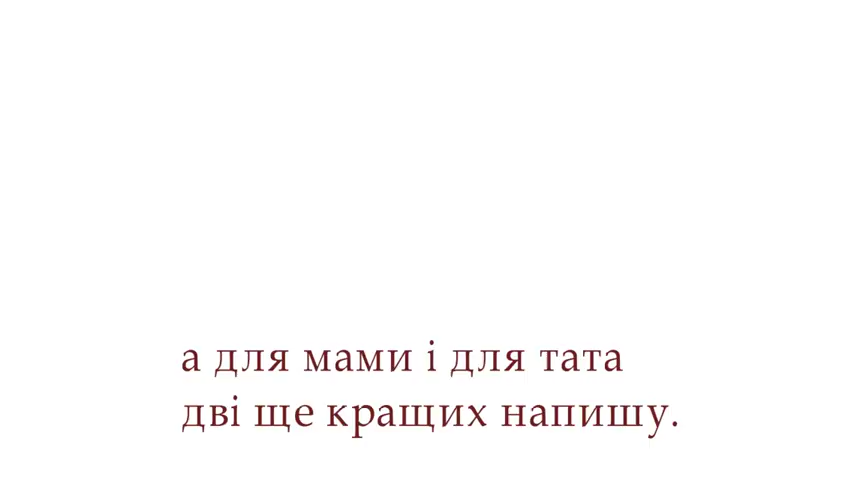 а для мами і для тата
дві ще кращих напишу.